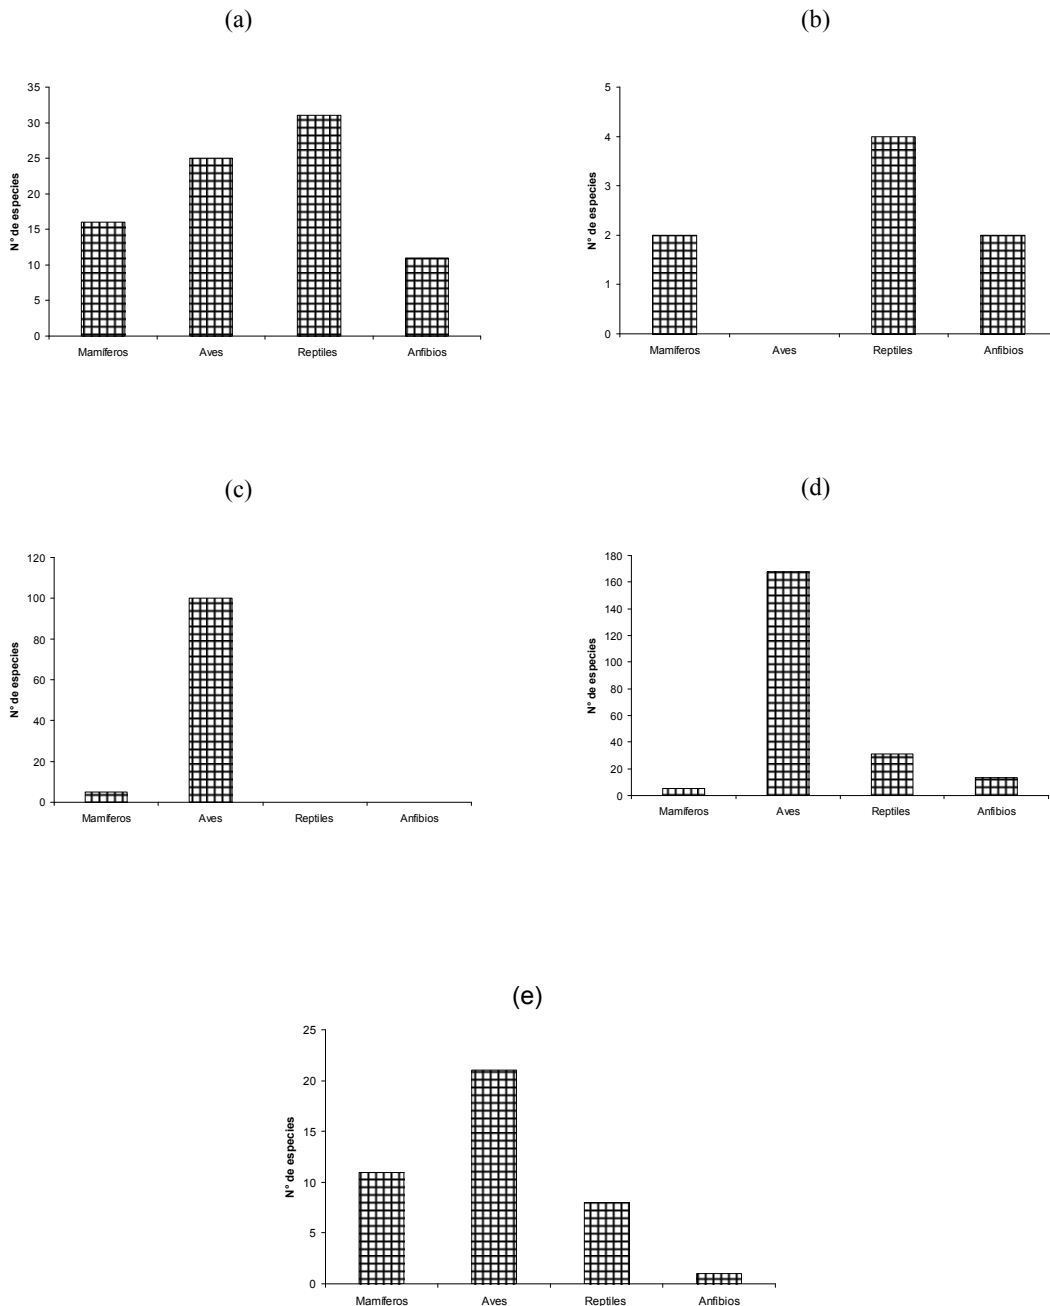 (a)
35
30
25
20
15
10
5
0
N° de especies
Mamíferos Aves Reptiles Anfibios
(b)
5
4
3
2
1
0
N° de especies
Mamíferos Aves Reptiles Anfibios
(c)
120
100
80
60
40
20
0
N° de especies
Mamíferos Aves Reptiles Anfibios
(d)
180
160
140
120
100
80
60
40
20
0
N° de especies
Mamíferos Aves Reptiles Anfibios
(e)
25
20
15
10
5
0
N° de especies
Mamíferos Aves Reptiles Anfibios